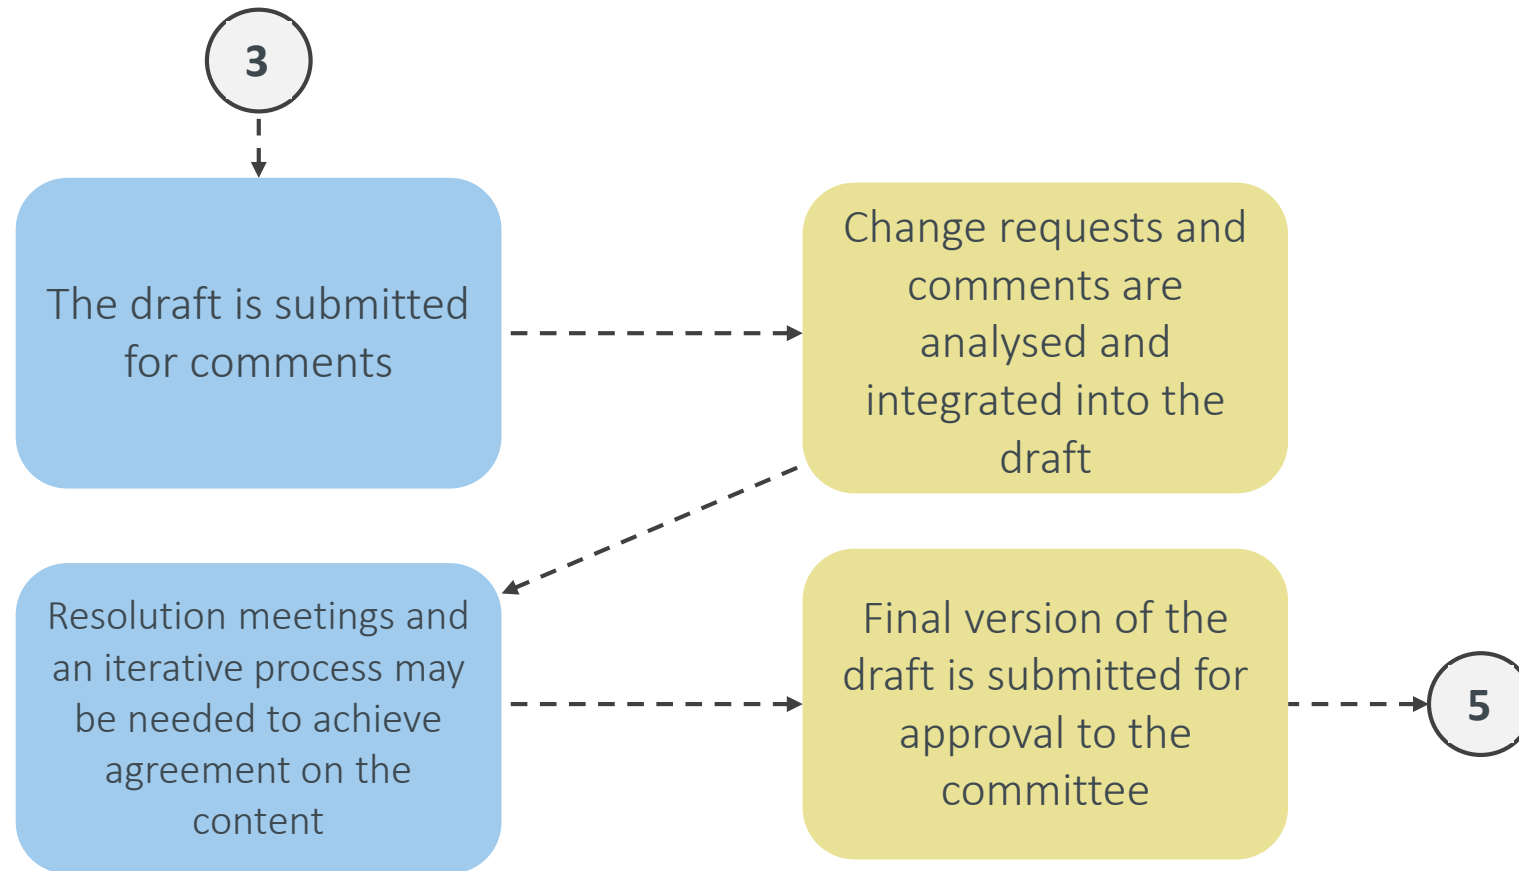 3
The draft is submitted
for comments
Change requests and
comments are
analysed and
integrated into the
draft
Resolution meetings and
an iterative process may
be needed to achieve
agreement on the
content
Final version of the
draft is submitted for
approval to the
committee
5